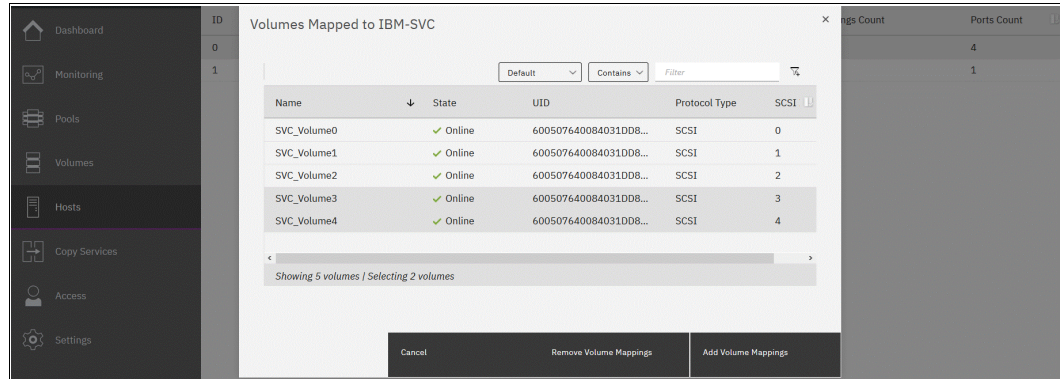 Dashboard
Monitoring
Pools
Volumes
Hosts
Copy Services
Access
Settings
ID
0
1
Volumes Mapped to IBM-SVC
×
Default
Contains
Filter
Name State UID Protocol Type SCSI
SVC_Volume0 Online 600507640084031DD8... SCSI 0
SVC_Volume1 Online 600507640084031DD8... SCSI 1
SVC_Volume2 Online 600507640084031DD8... SCSI 2
SVC_Volume3 Online 600507640084031DD8... SCSI 3
SVC_Volume4 Online 600507640084031DD8... SCSI 4
Showing 5 volumes | Selecting 2 volumes
Cancel Remove Volume Mappings Add Volume Mappings
ngs Count Ports Count
4
1